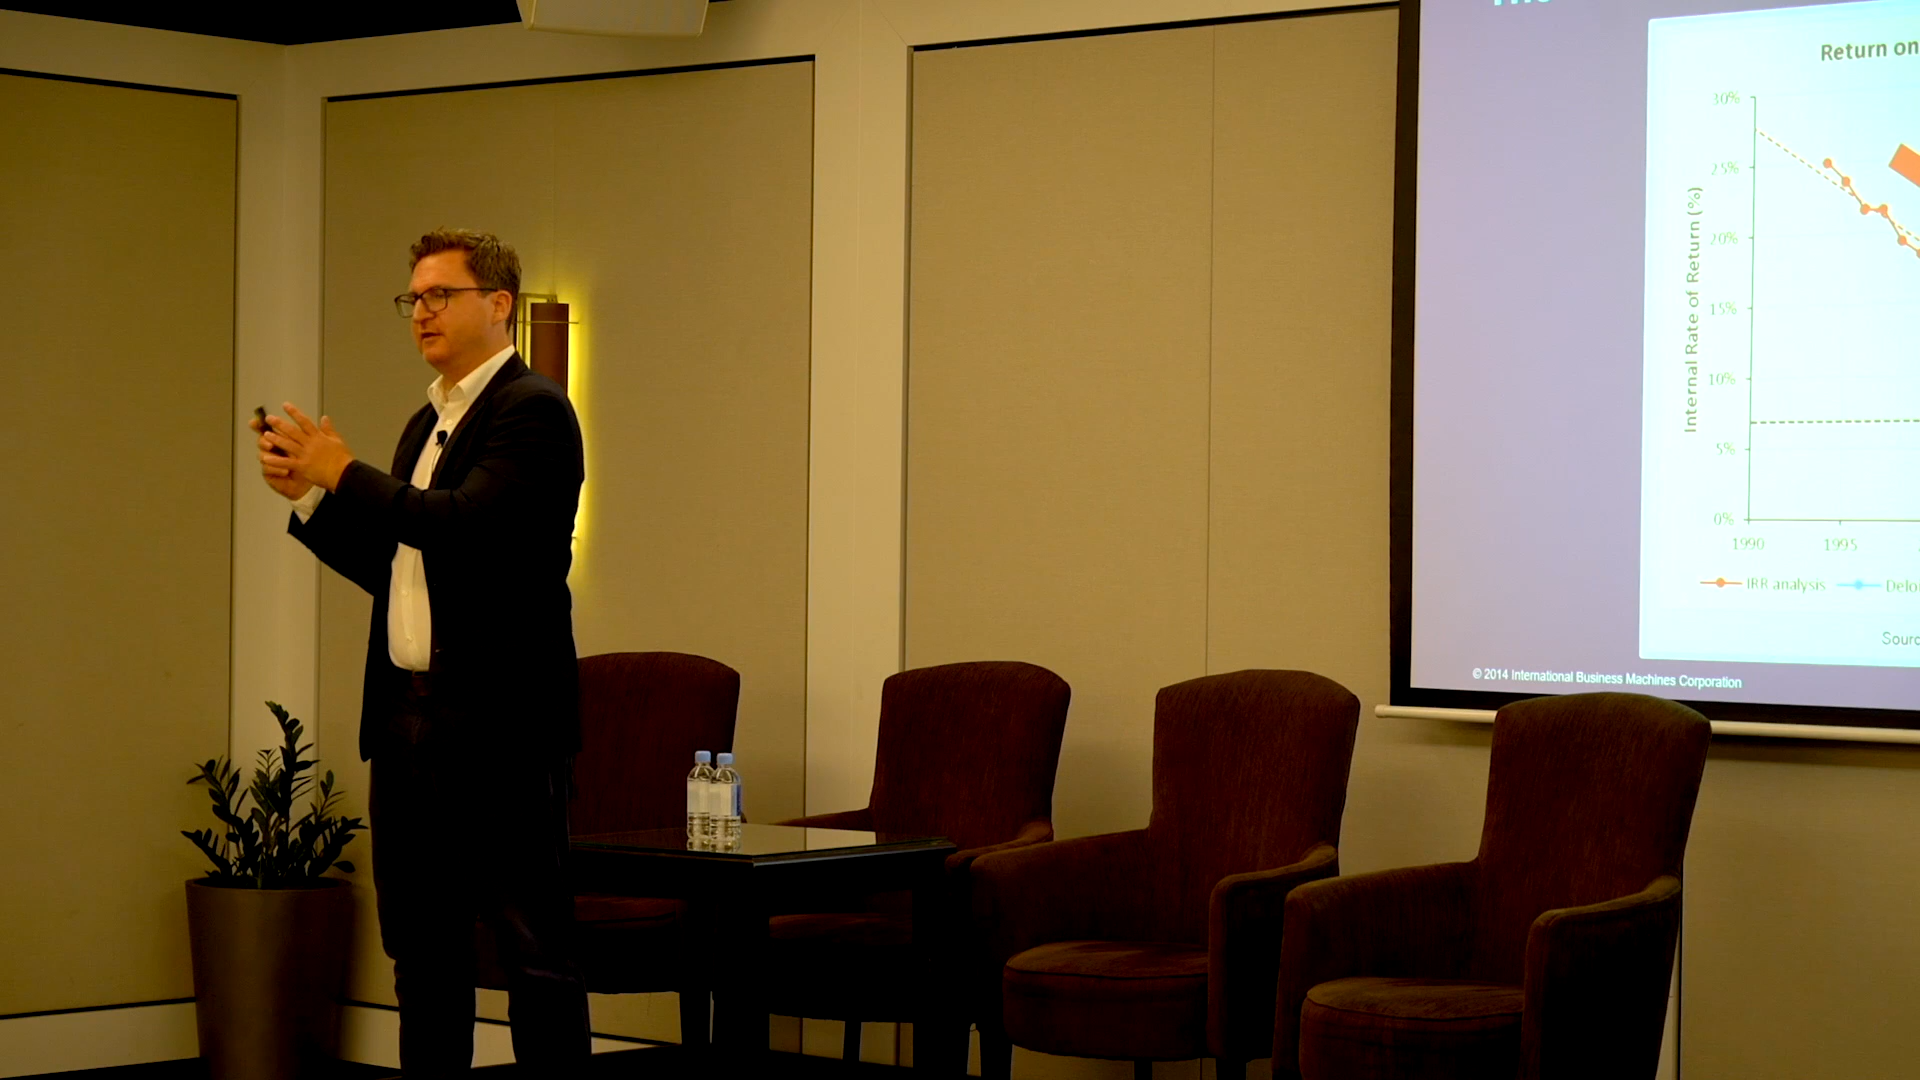 Return on
30%
25%
20%
15%
10%
5%
0%
Internal Rate of Return (%)
1990 1995
IRR analysis
© 2014 International Business Machines Corporation